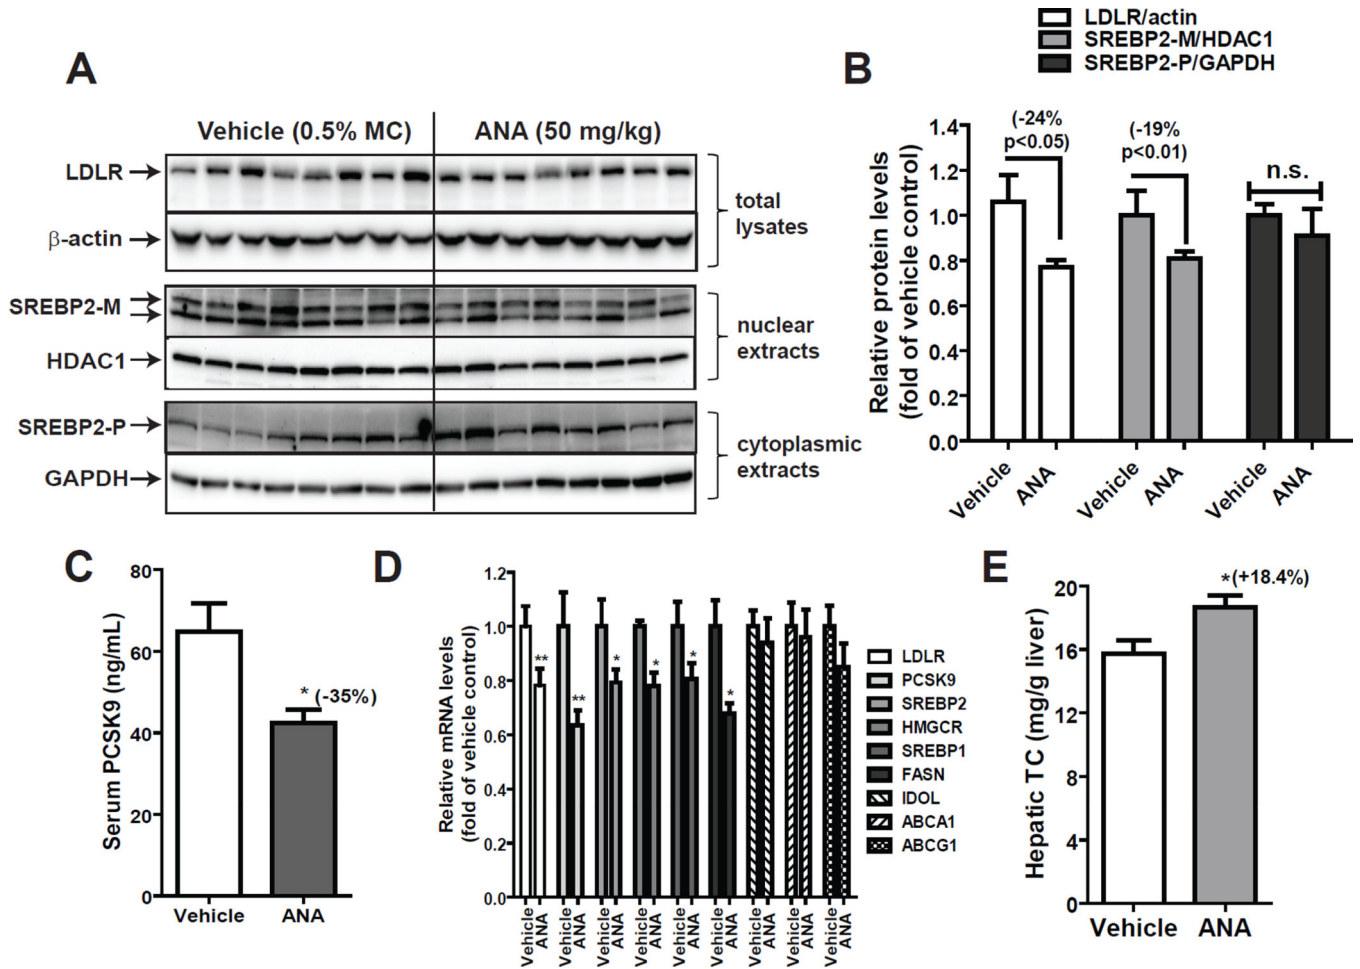 A
Vehicle (0.5% MC)
ANA (50 mg/kg)
LDLR
β-actin
total
lysates
SREBP2-M
HDAC1
nuclear
extracts
SREBP2-P
GAPDH
cytoplasmic
extracts
B
LDLR/actin
SREBP2-M/HDAC1
SREBP2-P/GAPDH
Relative protein levels
(fold of vehicle control)
1.4
1.2
1.0
0.8
0.6
0.4
0.2
0.0
(-24%
p<0.05)
(-19%
p<0.01)
n.s.
Vehicle
ANA
Vehicle
ANA
Vehicle
ANA
C
Serum PCSK9 (ng/mL)
80
60
40
20
0
* (-35%)
Vehicle
ANA
D
Relative mRNA levels
(fold of vehicle control)
1.2
1.0
0.8
0.6
0.4
0.2
0.0
**
**
*
*
*
*
Vehicle
ANA
Vehicle
ANA
Vehicle
ANA
Vehicle
ANA
Vehicle
ANA
Vehicle
ANA
Vehicle
ANA
Vehicle
ANA
Vehicle
ANA
LDLR
PCSK9
SREBP2
HMGCR
SREBP1
FASN
IDOL
ABCA1
ABCG1
E
Hepatic TC (mg/g liver)
20
16
12
8
4
0
*(+18.4%)
Vehicle
ANA